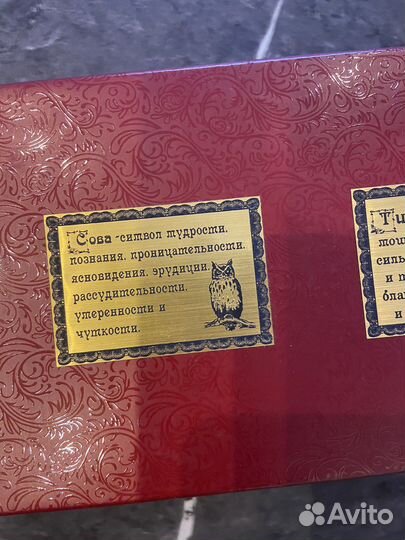 Сова -символ мудрости,
познания, проницательности,
ясновидения, эрудиции,
рассудительности,
умеренности и
чуткости.
и
и
Avito